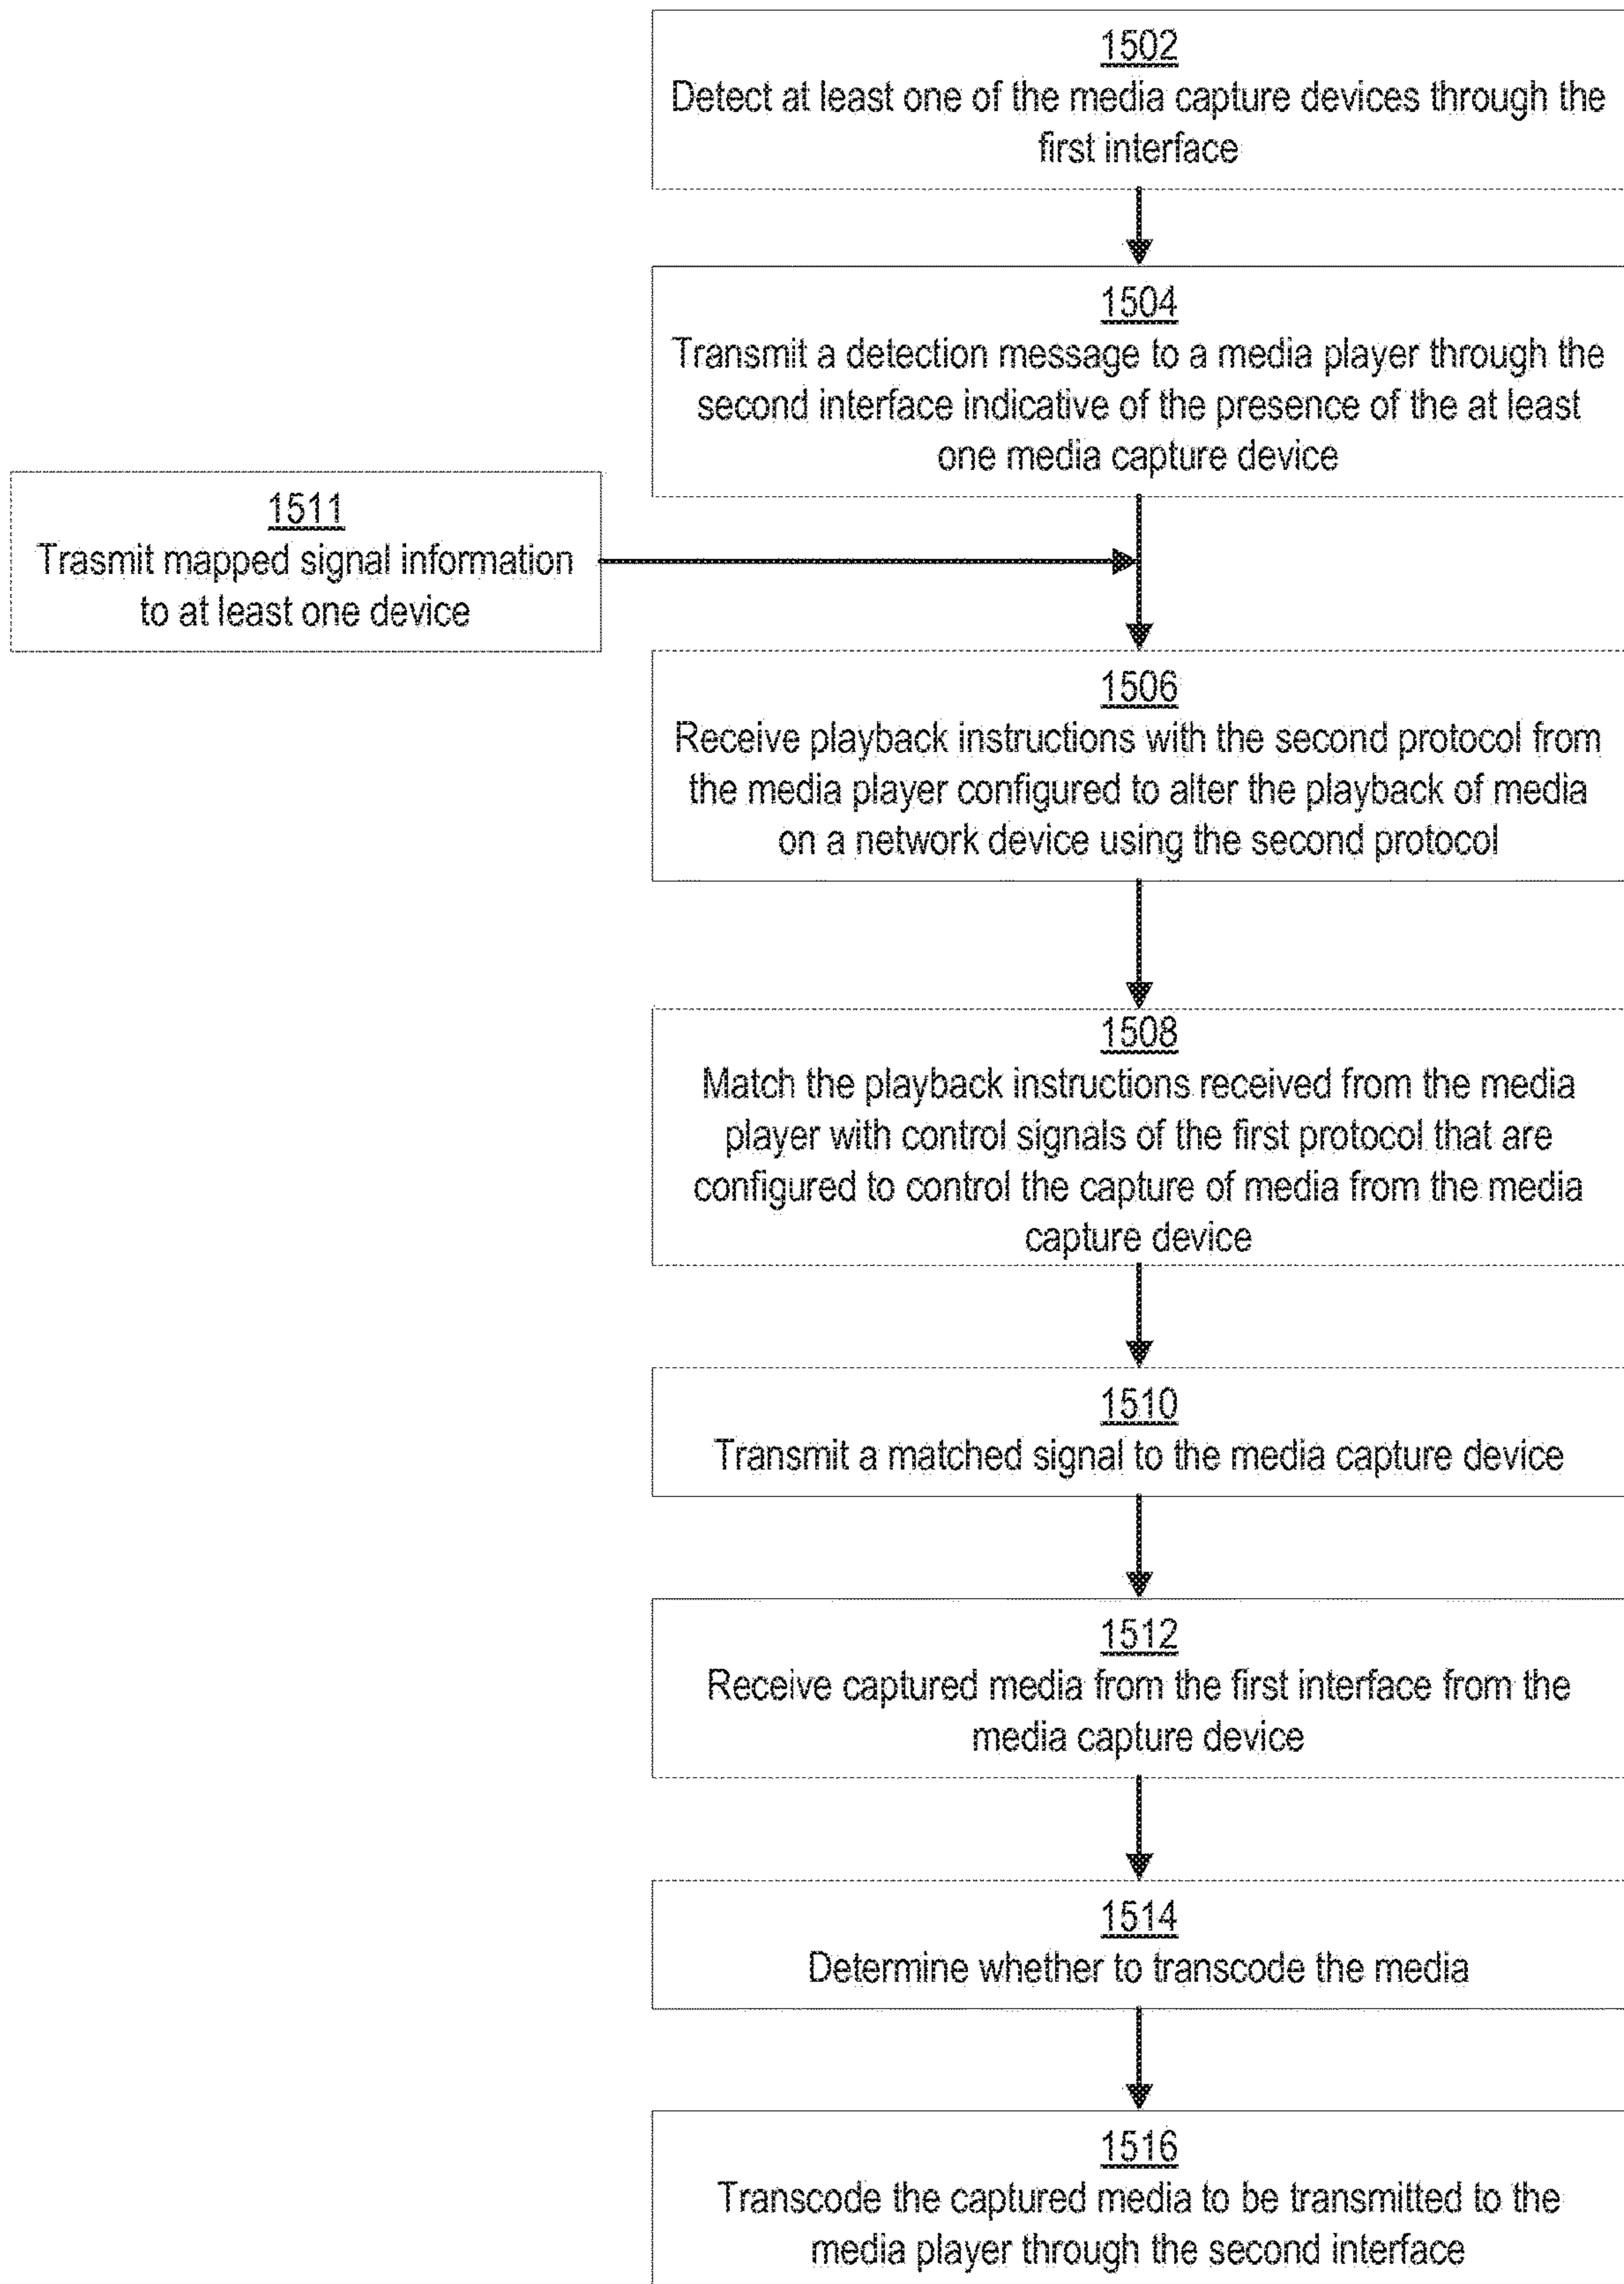 1502
Detect at least one of the media capture devices through the
first interface
1504
Transmit a detection message to a media player through the
second interface indicative of the presence of the at least
one media capture device
1511
Trasmit mapped signal information
to at least one device
1506
Receive playback instructions with the second protocol from
the media player configured to alter the playback of media
on a network device using the second protocol
1508
Match the playback instructions received from the media
player with control signals of the first protocol that are
configured to control the capture of media from the media
capture device
1510
Transmit a matched signal to the media capture device
1512
Receive captured media from the first interface from the
media capture device
1514
Determine whether to transcode the media
1516
Transcode the captured media to be transmitted to the
media player through the second interface